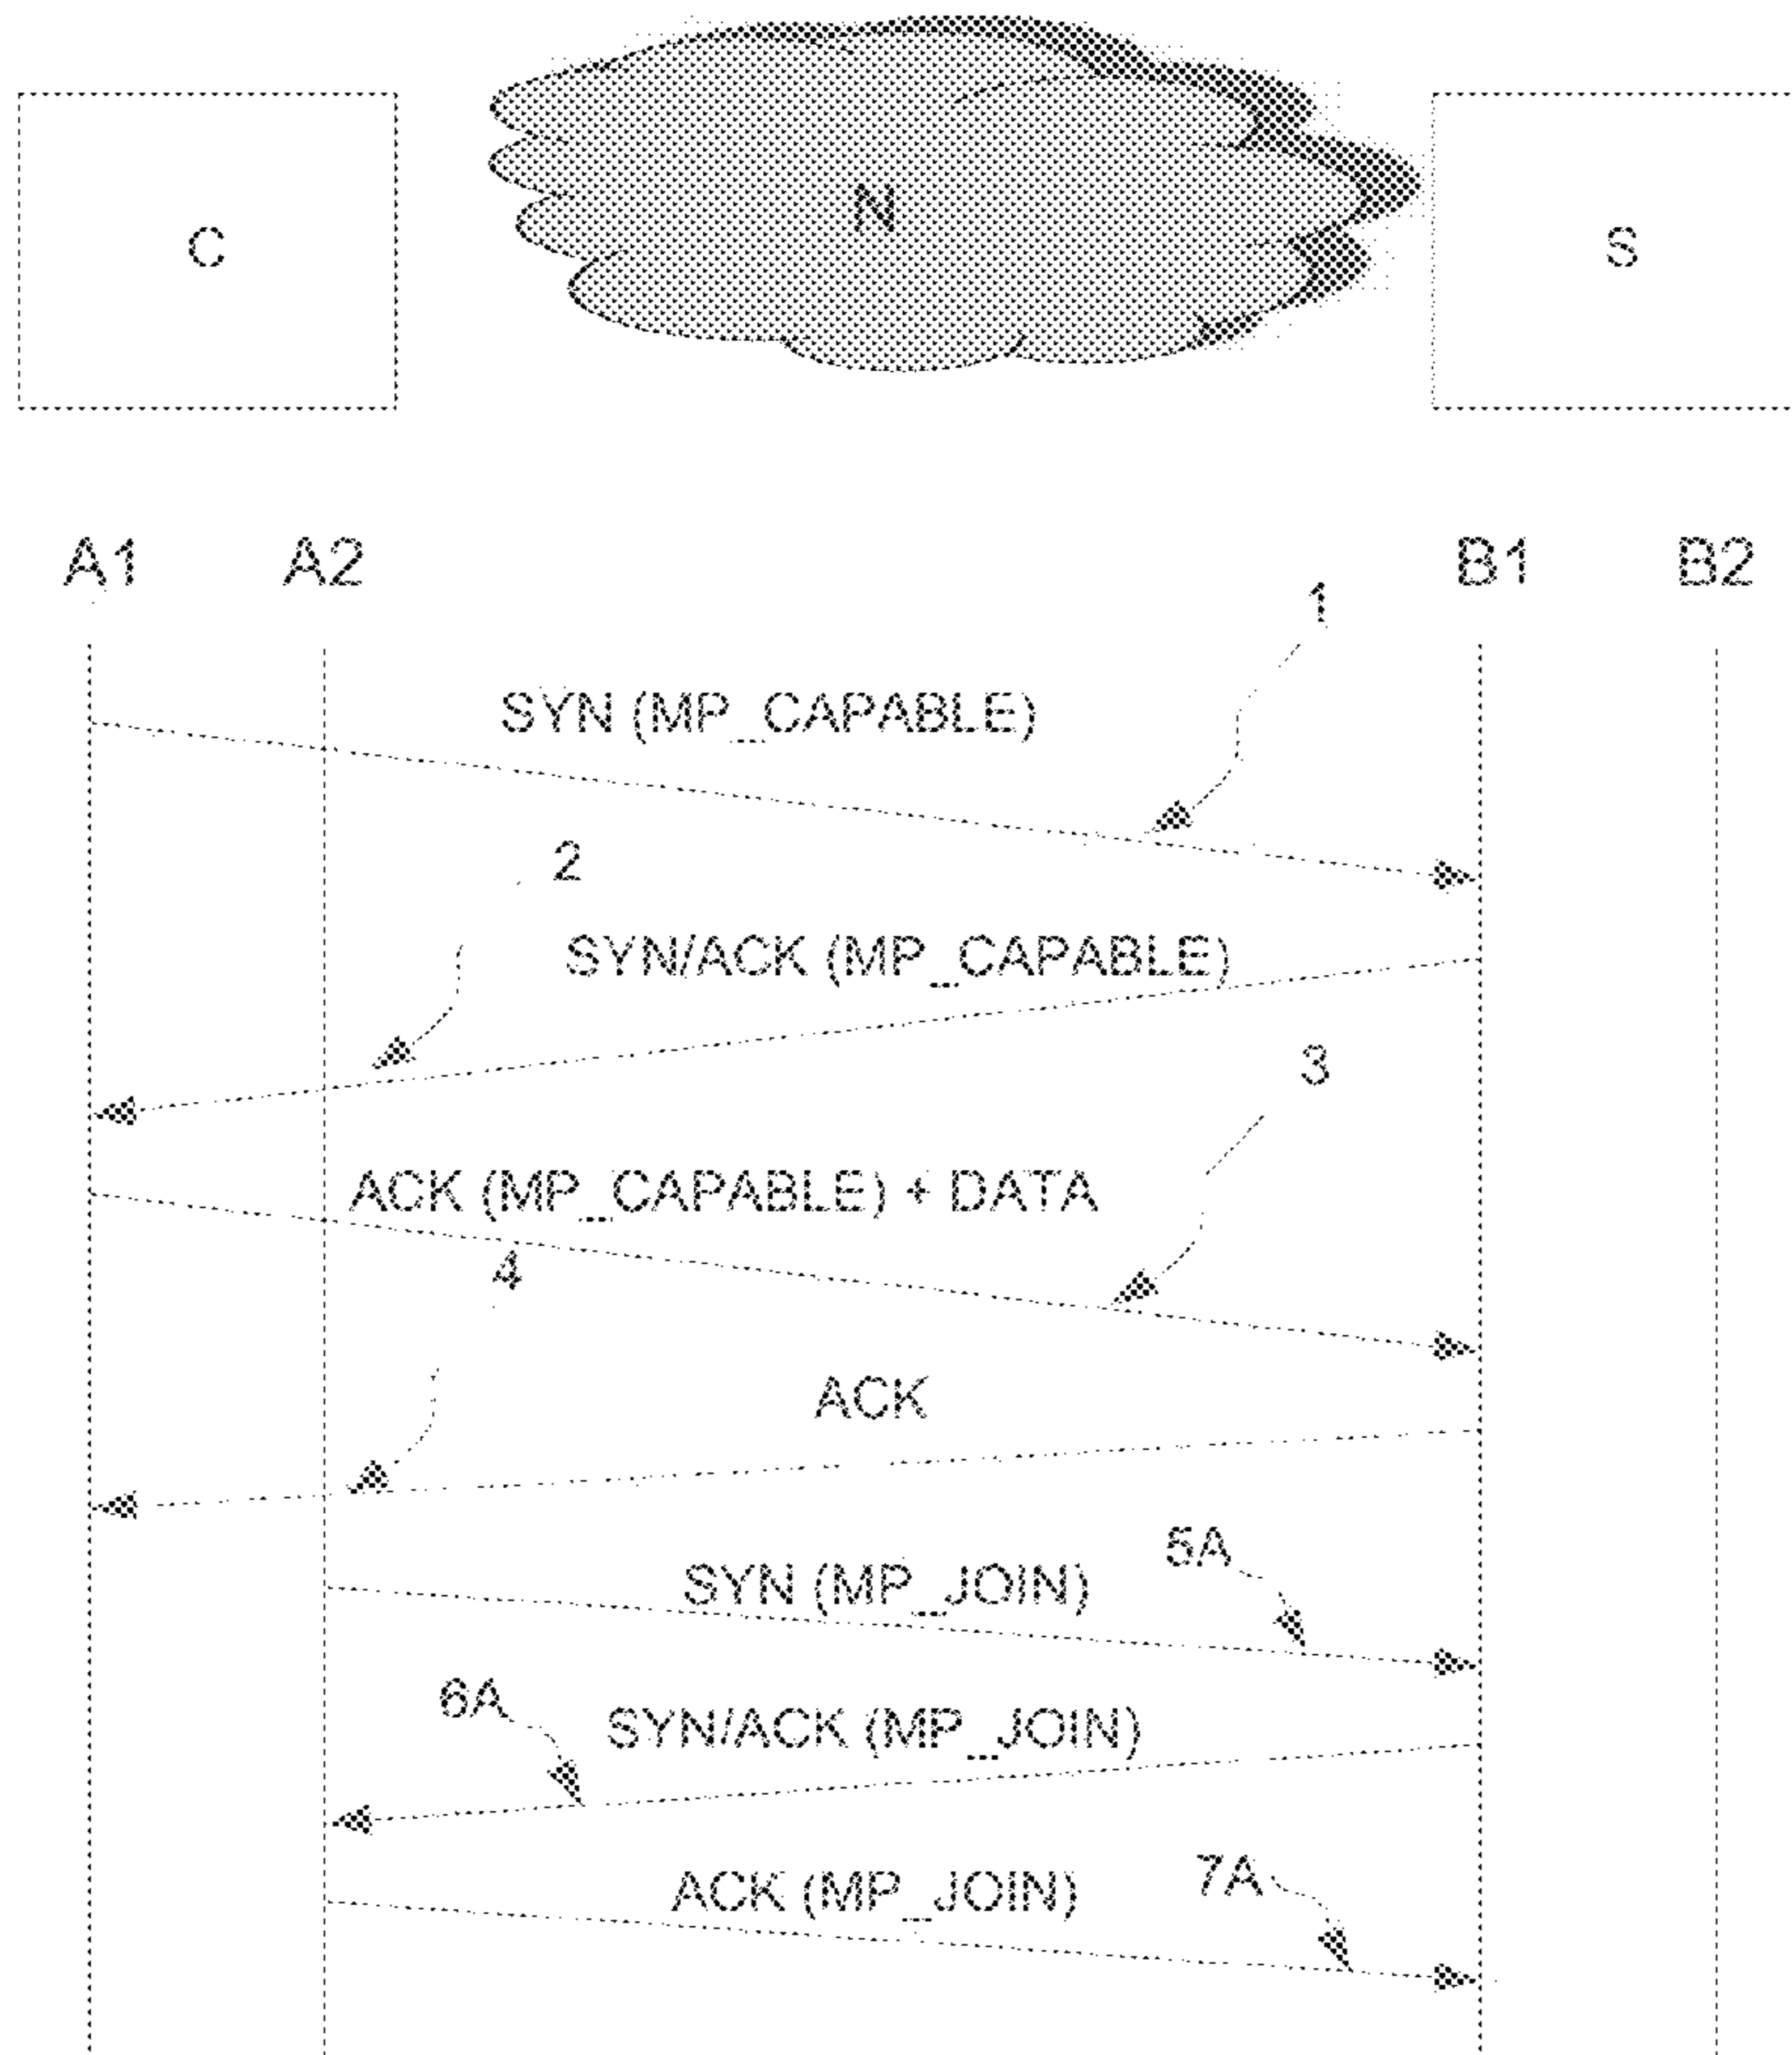 N
C
S
A1 A2 B1 B2
1
SYN (MP_CAPABLE)
2
SYN/ACK (MP_CAPABLE)
3
ACK (MP_CAPABLE) + DATA
4
ACK
5A
SYN (MP_JOIN)
6A
SYN/ACK (MP_JOIN)
7A
ACK (MP_JOIN)